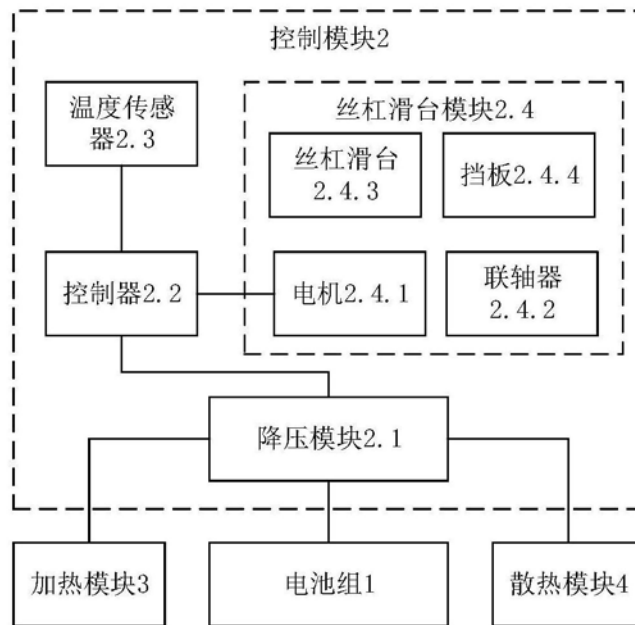 控制模块2
温度传感
器2.3
丝杠滑台模块2.4
丝杠滑台
2.4.3
挡板2.4.4
控制器2.2
电机2.4.1
联轴器
2.4.2
降压模块2.1
加热模块3
电池组1
散热模块4